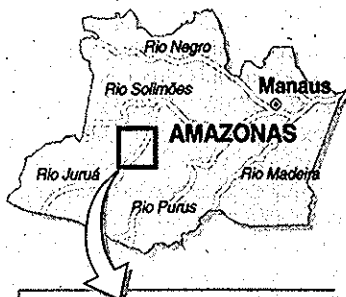 Rio Negro
Rio Solimões
Manaus
AMAZONAS
Rio Juruá
Rio Madeira
Rio Purus